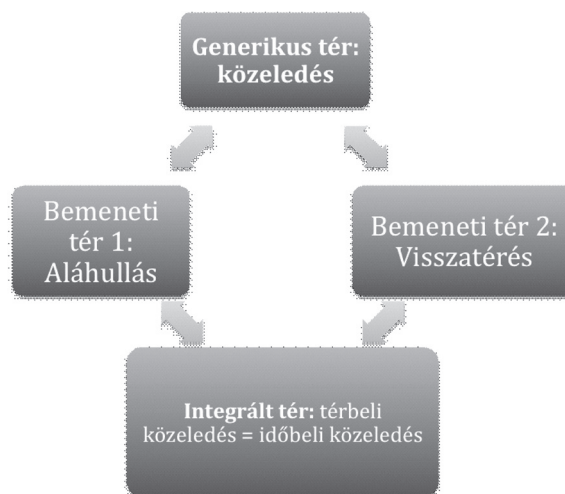 Generikus tér:
közeledés
Bemeneti
tér 1:
Aláhullás
Bemeneti tér 2:
Visszatérés
Integrált tér: térbeli
közeledés = időbeli közeledés